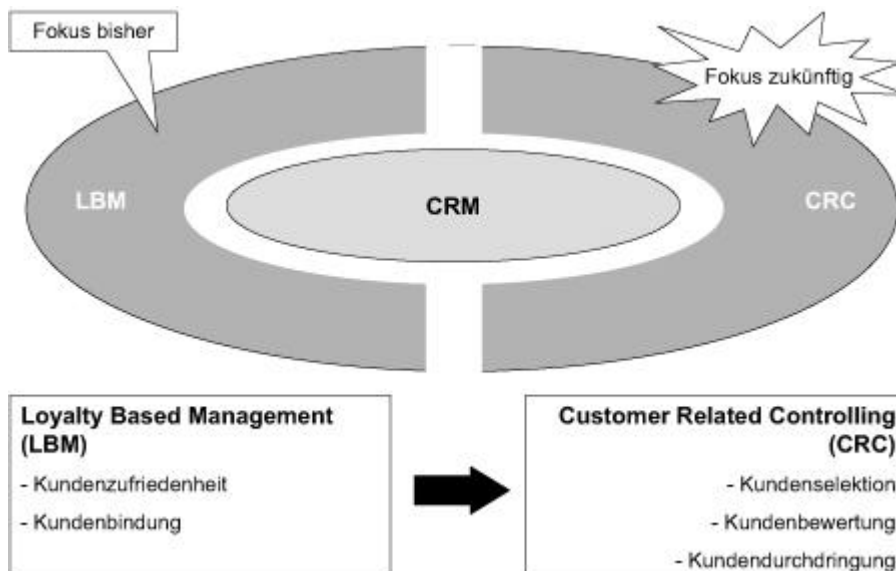 Fokus bisher
Fokus zukünftig
LBM
CRM
CRC
Loyalty Based Management
(LBM)
- Kundenzufriedenheit
- Kundenbindung
Customer Related Controlling
(CRC)
- Kundenselektion
- Kundenbewertung
- Kundendurchdringung